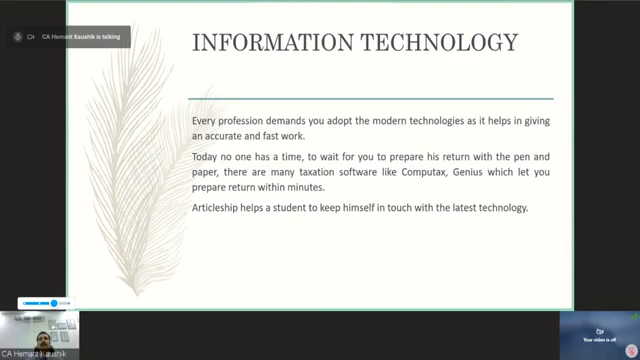 CA Hemant Kaushik is talking
INFORMATION TECHNOLOGY
Every profession demands you adopt the modern technologies as it helps in giving
an accurate and fast work.
Today no one has a time, to wait for you to prepare his return with the pen and
paper, there are many taxation software like Computax, Genius which let you
prepare return within minutes.
Articleship helps a student to keep himself in touch with the latest technology.
CA Hemant Kaushik
Your video is off